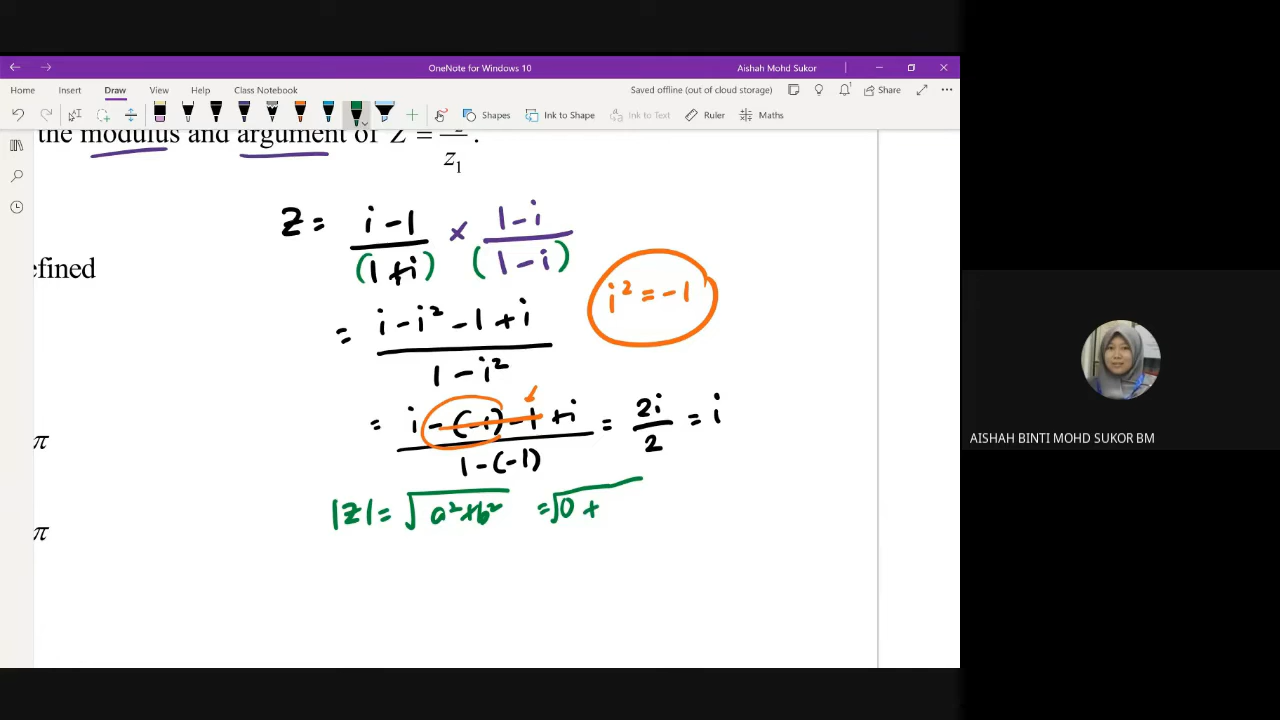 OneNote for Windows 10
Aishah Mohd Sukor
Home Insert Draw View Help Class Notebook
Saved offline (out of cloud storage) Share
Shapes Ink to Shape Ink to Text Ruler Maths
the modulus and argument of Z = — .
z₁
Z = i - 1 / (1 + i) × 1 - i / (1 - i)
efined
i² = -1
= i - i² - 1 + i / 1 - i²
= i - (-1) - 1 + i / 1 - (-1) = 2i / 2 = i
π
|Z| = √a² + b² = √0 +
π
AISHAH BINTI MOHD SUKOR BM